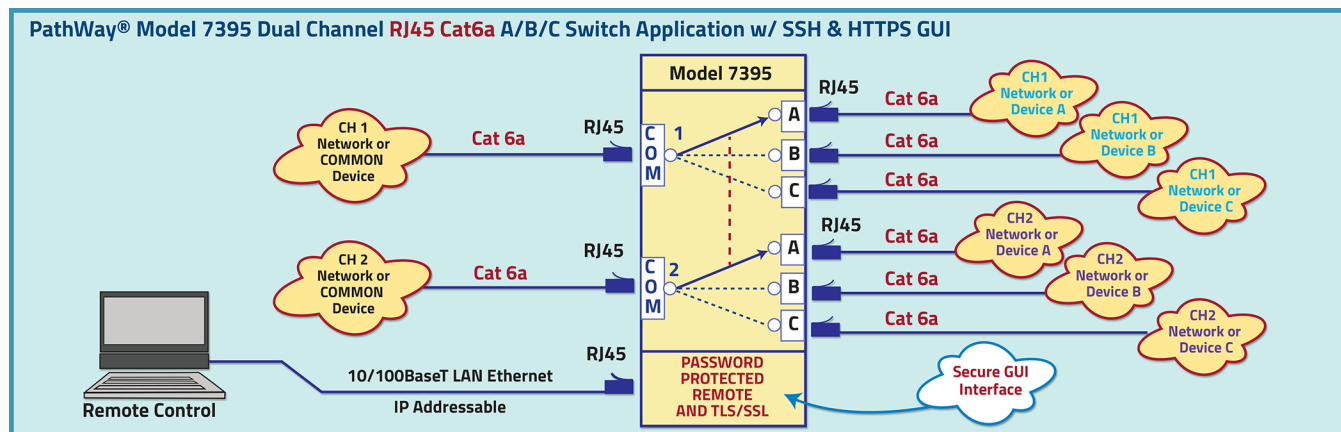 PathWay® Model 7395 Dual Channel RJ45 Cat6a A/B/C Switch Application w/ SSH & HTTPS GUI
Model 7395
CH 1
Network or
COMMON
Device
Cat 6a
RJ45
C
O
M
1
A
B
C
RJ45
Cat 6a
Cat 6a
Cat 6a
CH1
Network or
Device A
CH1
Network or
Device B
CH1
Network or
Device C
CH 2
Network or
COMMON
Device
Cat 6a
RJ45
C
O
M
2
A
B
C
RJ45
Cat 6a
Cat 6a
Cat 6a
CH2
Network or
Device A
CH2
Network or
Device B
CH2
Network or
Device C
Remote Control
10/100BaseT LAN Ethernet
IP Addressable
RJ45
PASSWORD
PROTECTED
REMOTE
AND TLS/SSL
Secure GUI
Interface